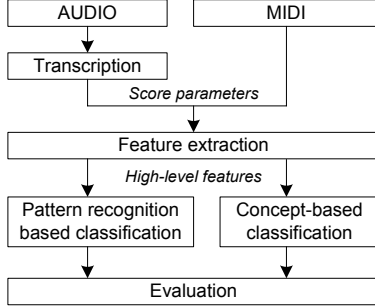 AUDIO
MIDI
Transcription
Score parameters
Feature extraction
High-level features
Pattern recognition
based classification
Concept-based
classification
Evaluation